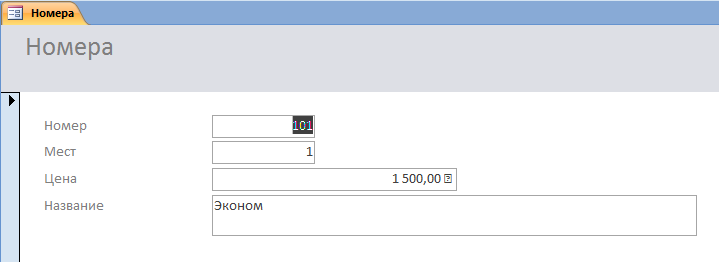 Номера
Номера
Номер 101
Мест 1
Цена 1 500,00 ⍰
Название Эконом